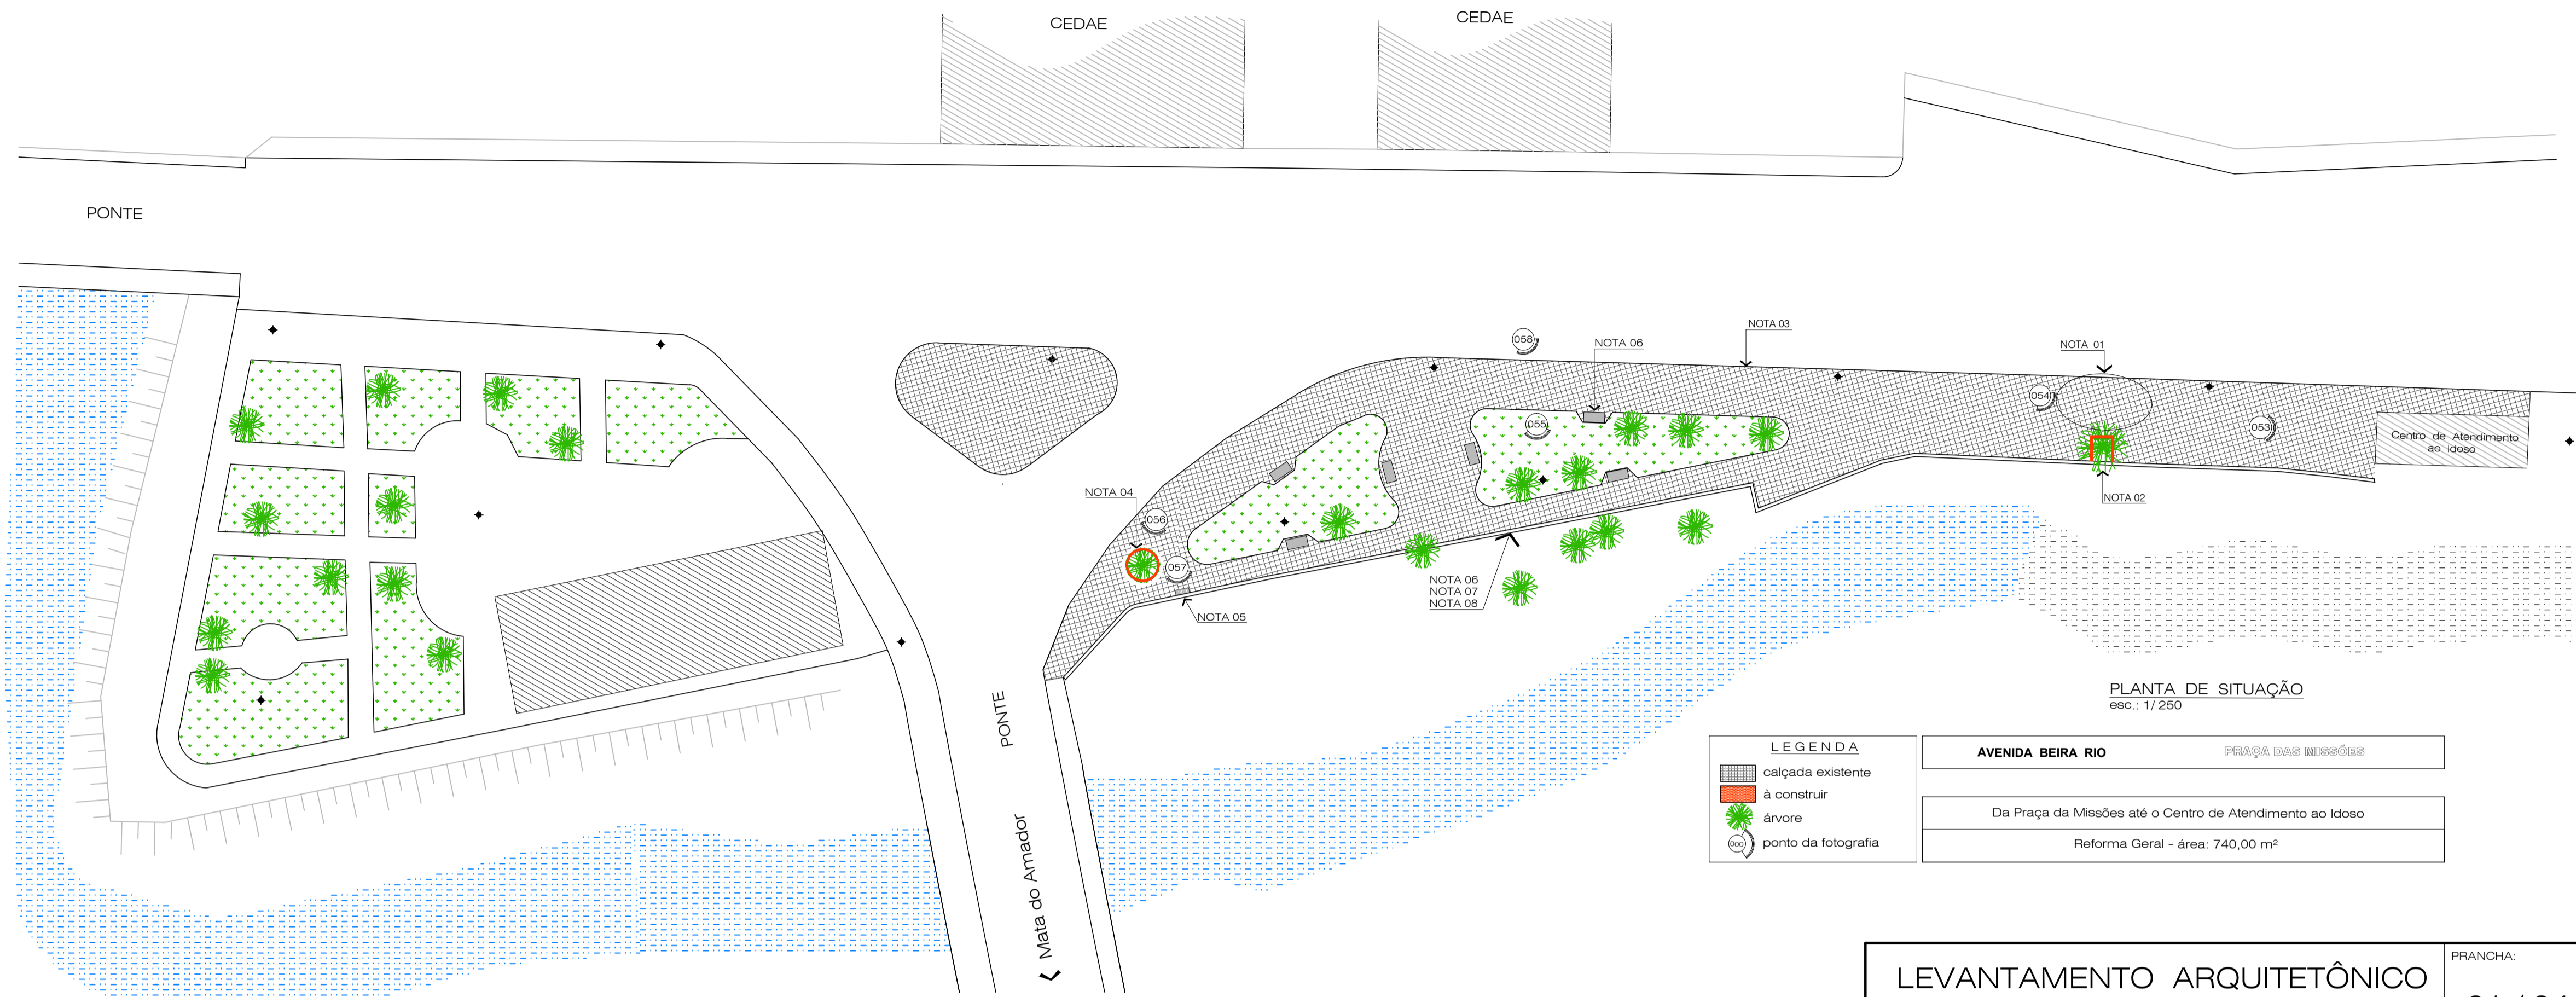 CEDAE
CEDAE
PONTE
NOTA 03
058
NOTA 06
NOTA 01
054
055
053
Centro de Atendimento
ao Idoso
NOTA 04
NOTA 02
056
057
NOTA 06
NOTA 07
NOTA 08
NOTA 05
PONTE
Mata do Amador
PLANTA DE SITUAÇÃO
esc.: 1/250
LEGENDA
calçada existente
à construir
árvore
000 ponto da fotografia
AVENIDA BEIRA RIO PRAÇA DAS MISSÕES
Da Praça da Missões até o Centro de Atendimento ao Idoso
Reforma Geral - área: 740,00 m²
LEVANTAMENTO ARQUITETÔNICO
PRANCHA: